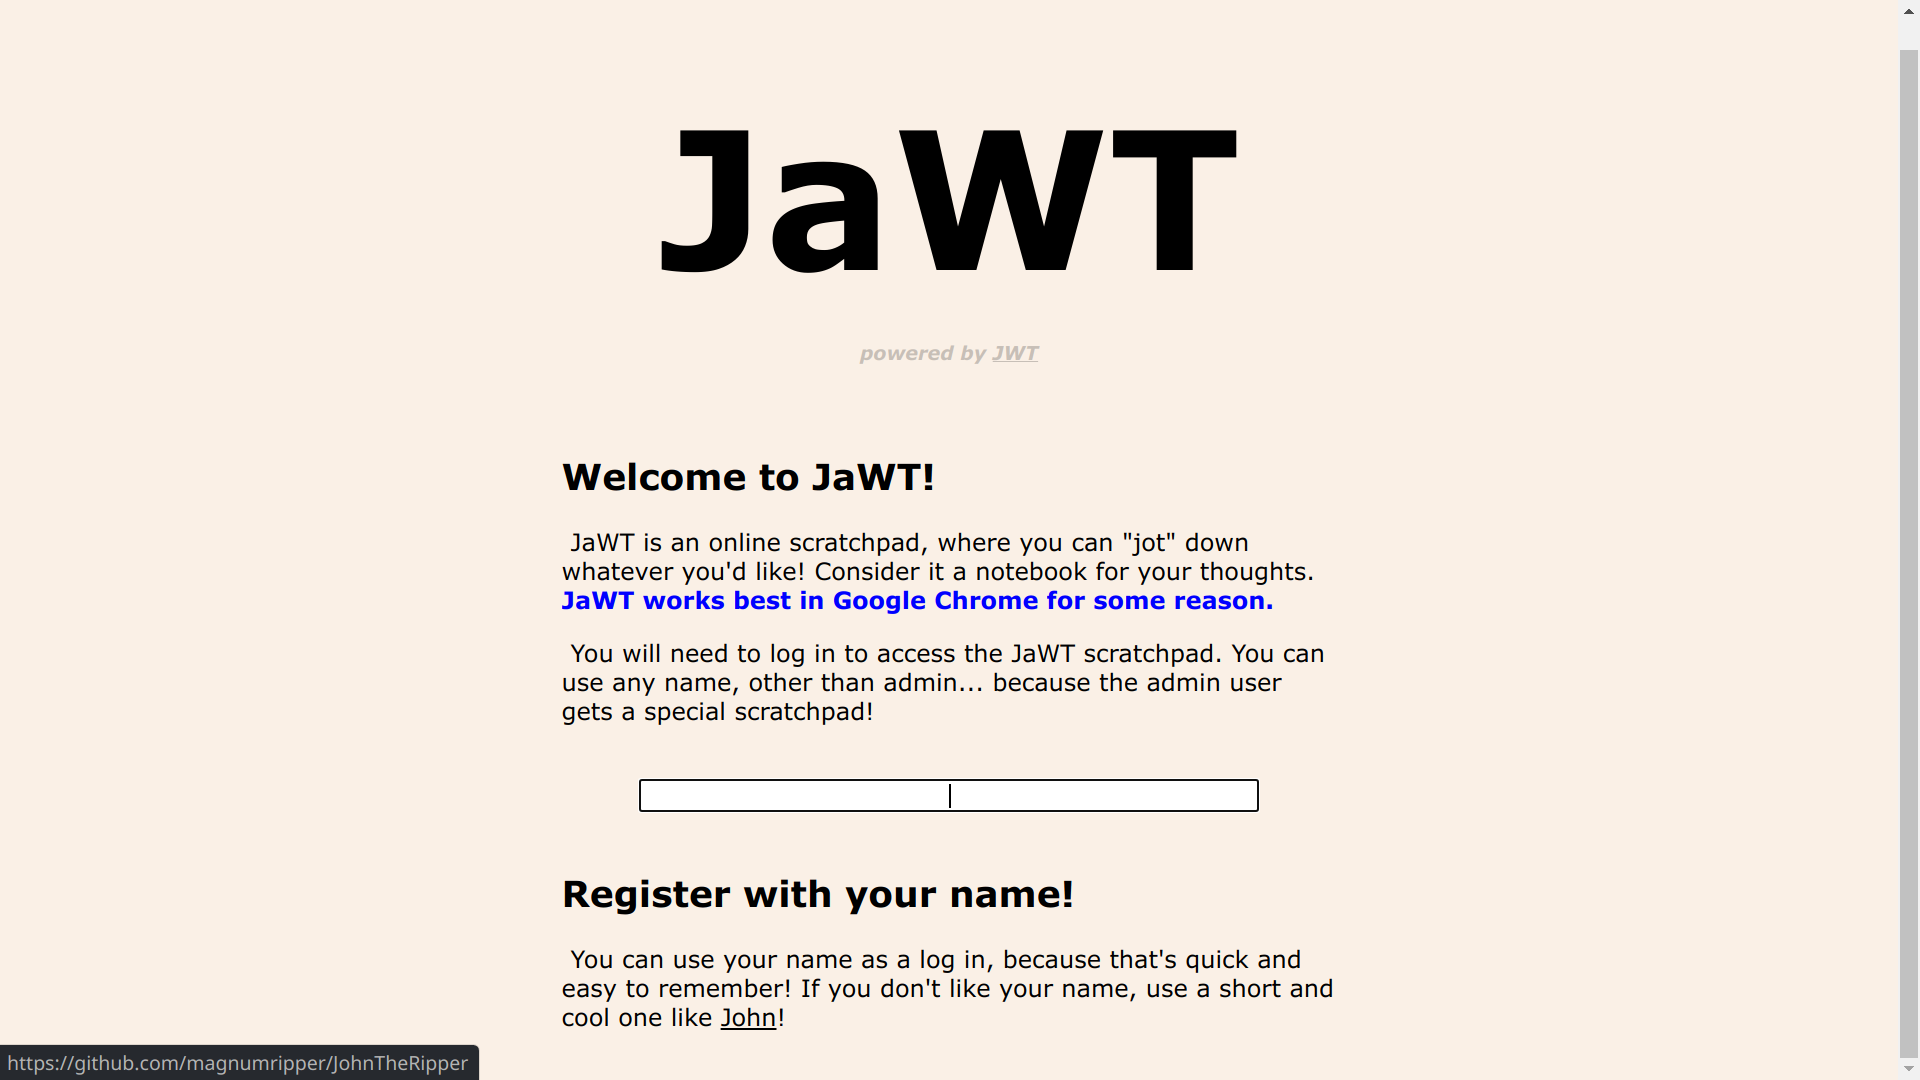 JaWT
powered by JWT
Welcome to JaWT!
JaWT is an online scratchpad, where you can "jot" down
whatever you'd like! Consider it a notebook for your thoughts.
JaWT works best in Google Chrome for some reason.
You will need to log in to access the JaWT scratchpad. You can
use any name, other than admin... because the admin user
gets a special scratchpad!
Register with your name!
You can use your name as a log in, because that's quick and
easy to remember! If you don't like your name, use a short and
cool one like John!
https://github.com/magnumripper/JohnTheRipper